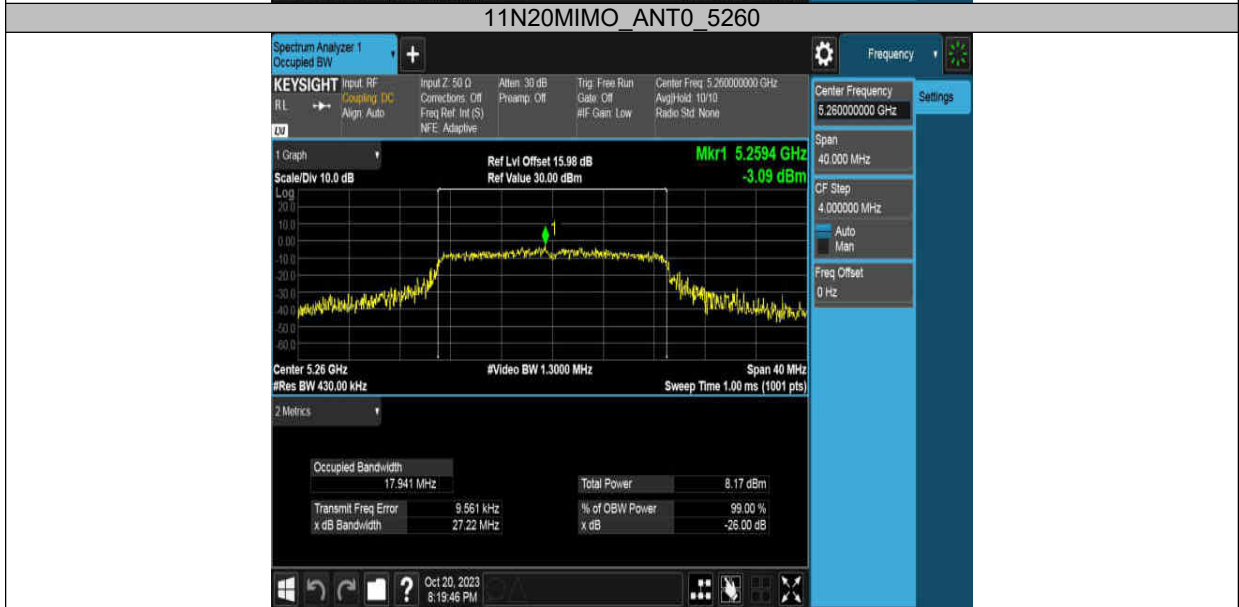 11N20MIMO_ANT0_5260
Spectrum Analyzer 1
Occupied BW
+
Frequency
KEYSIGHT
RL
LXI
Input: RF
Coupling: DC
Align: Auto
Input Z: 50 Ω
Corrections: Off
Freq Ref: Int (S)
NFE: Adaptive
Atten: 30 dB
Preamp: Off
Trig: Free Run
Gate: Off
#IF Gain: Low
Center Freq: 5.260000000 GHz
Avg|Hold: 10/10
Radio Std: None
Center Frequency
5.260000000 GHz
Settings
Span
40.000 MHz
CF Step
4.000000 MHz
Auto
Man
Freq Offset
0 Hz
1 Graph
Scale/Div 10.0 dB
Ref Lvl Offset 15.98 dB
Ref Value 30.00 dBm
Mkr1 5.2594 GHz
-3.09 dBm
Log
20.0
10.0
0.00
-10.0
-20.0
-30.0
-40.0
-50.0
-60.0
1
Center 5.26 GHz
#Video BW 1.3000 MHz
Span 40 MHz
#Res BW 430.00 kHz
Sweep Time 1.00 ms (1001 pts)
2 Metrics
Occupied Bandwidth
17.941 MHz
Total Power 8.17 dBm
Transmit Freq Error 9.561 kHz
% of OBW Power 99.00 %
x dB Bandwidth 27.22 MHz
x dB -26.00 dB
?
Oct 20, 2023
8:19:46 PM